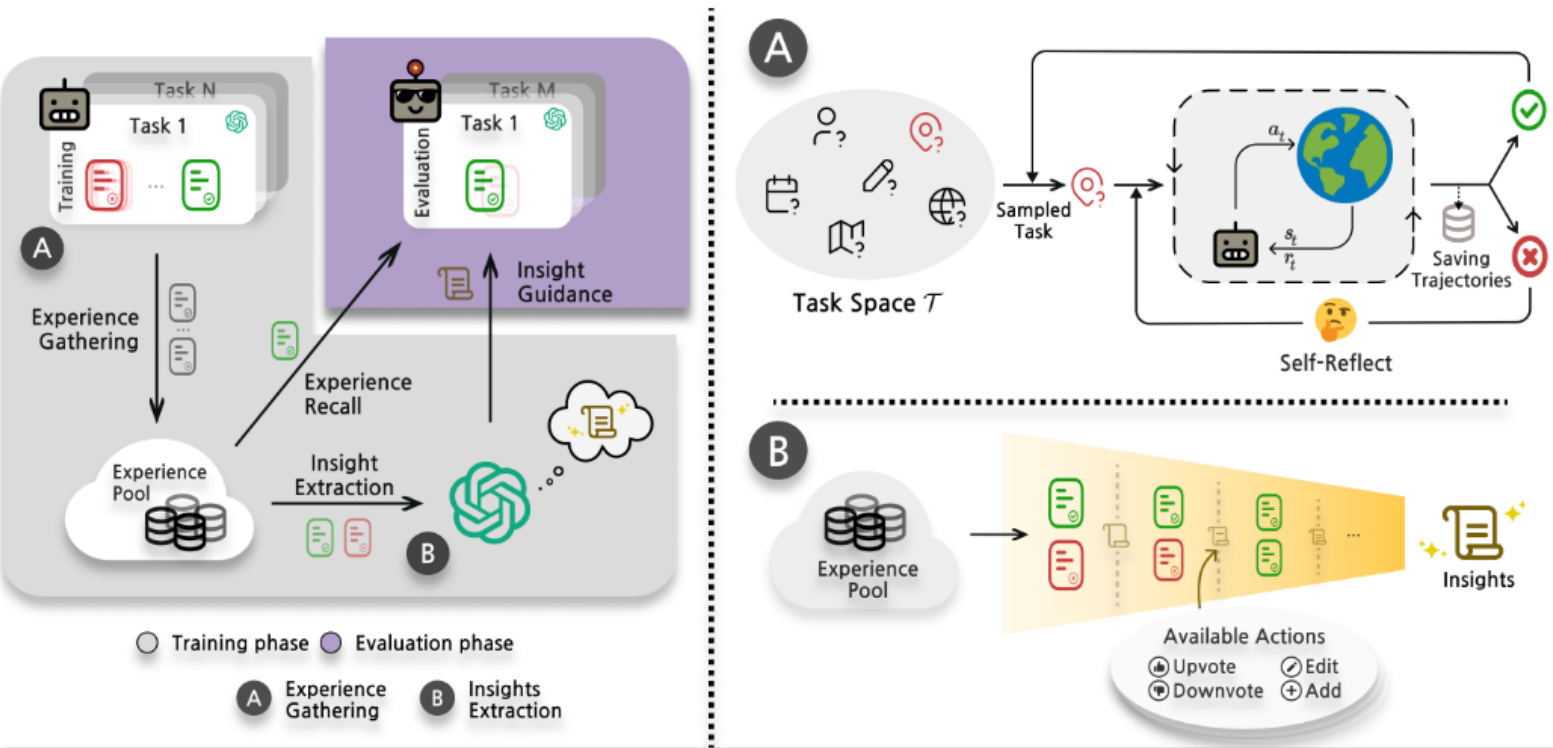 Task N
Task 1
Training
A
Experience
Gathering
Experience
Pool
Task M
Task 1
Evaluation
Insight
Guidance
Experience
Recall
Insight
Extraction
B
Training phase
Evaluation phase
A
Experience
Gathering
B
Insights
Extraction
A
?
?
?
?
?
?
Task Space 𝒯
Sampled
Task
?
a_t
s_t
r_t
Saving
Trajectories
Self-Reflect
B
Experience
Pool
Insights
Available Actions
Upvote
Edit
Downvote
Add